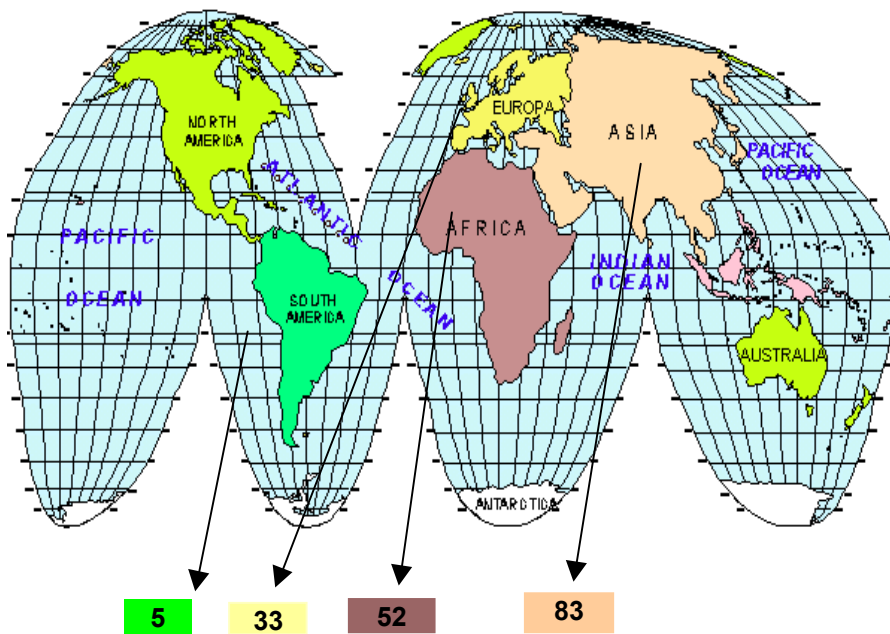 NORTH
AMERICA
EUROPA
ASIA
PACIFIC
OCEAN
ATLANTIC
OCEAN
AFRICA
PACIFIC
OCEAN
INDIAN
OCEAN
SOUTH
AMERICA
AUSTRALIA
ANTARCTICA
5
33
52
83